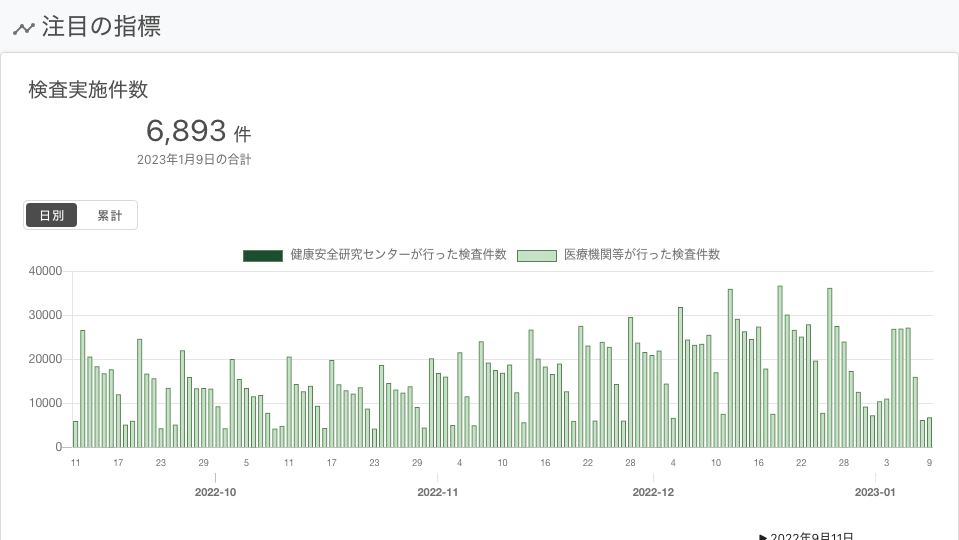 注目の指標
検査実施件数
6,893 件
2023年1月9日の合計
日別 累計
健康安全研究センターが行った検査件数 医療機関等が行った検査件数
40000
30000
20000
10000
0
11 17 23 29 5 11 17 23 29 4 10 16 22 28 4 10 16 22 28 3 9
2022-10 2022-11 2022-12 2023-01
▶ 2022年9月11日